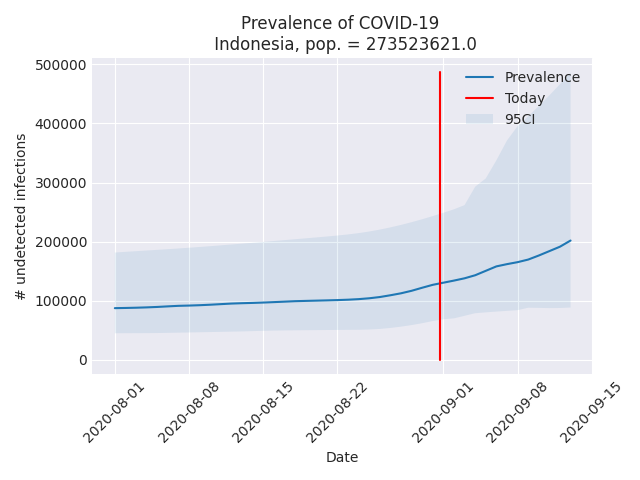 Prevalence of COVID-19
Indonesia, pop. = 273523621.0
500000
400000
300000
200000
100000
0
# undetected infections
Prevalence
Today
95CI
2020-08-01
2020-08-08
2020-08-15
2020-08-22
2020-09-01
2020-09-08
2020-09-15
Date